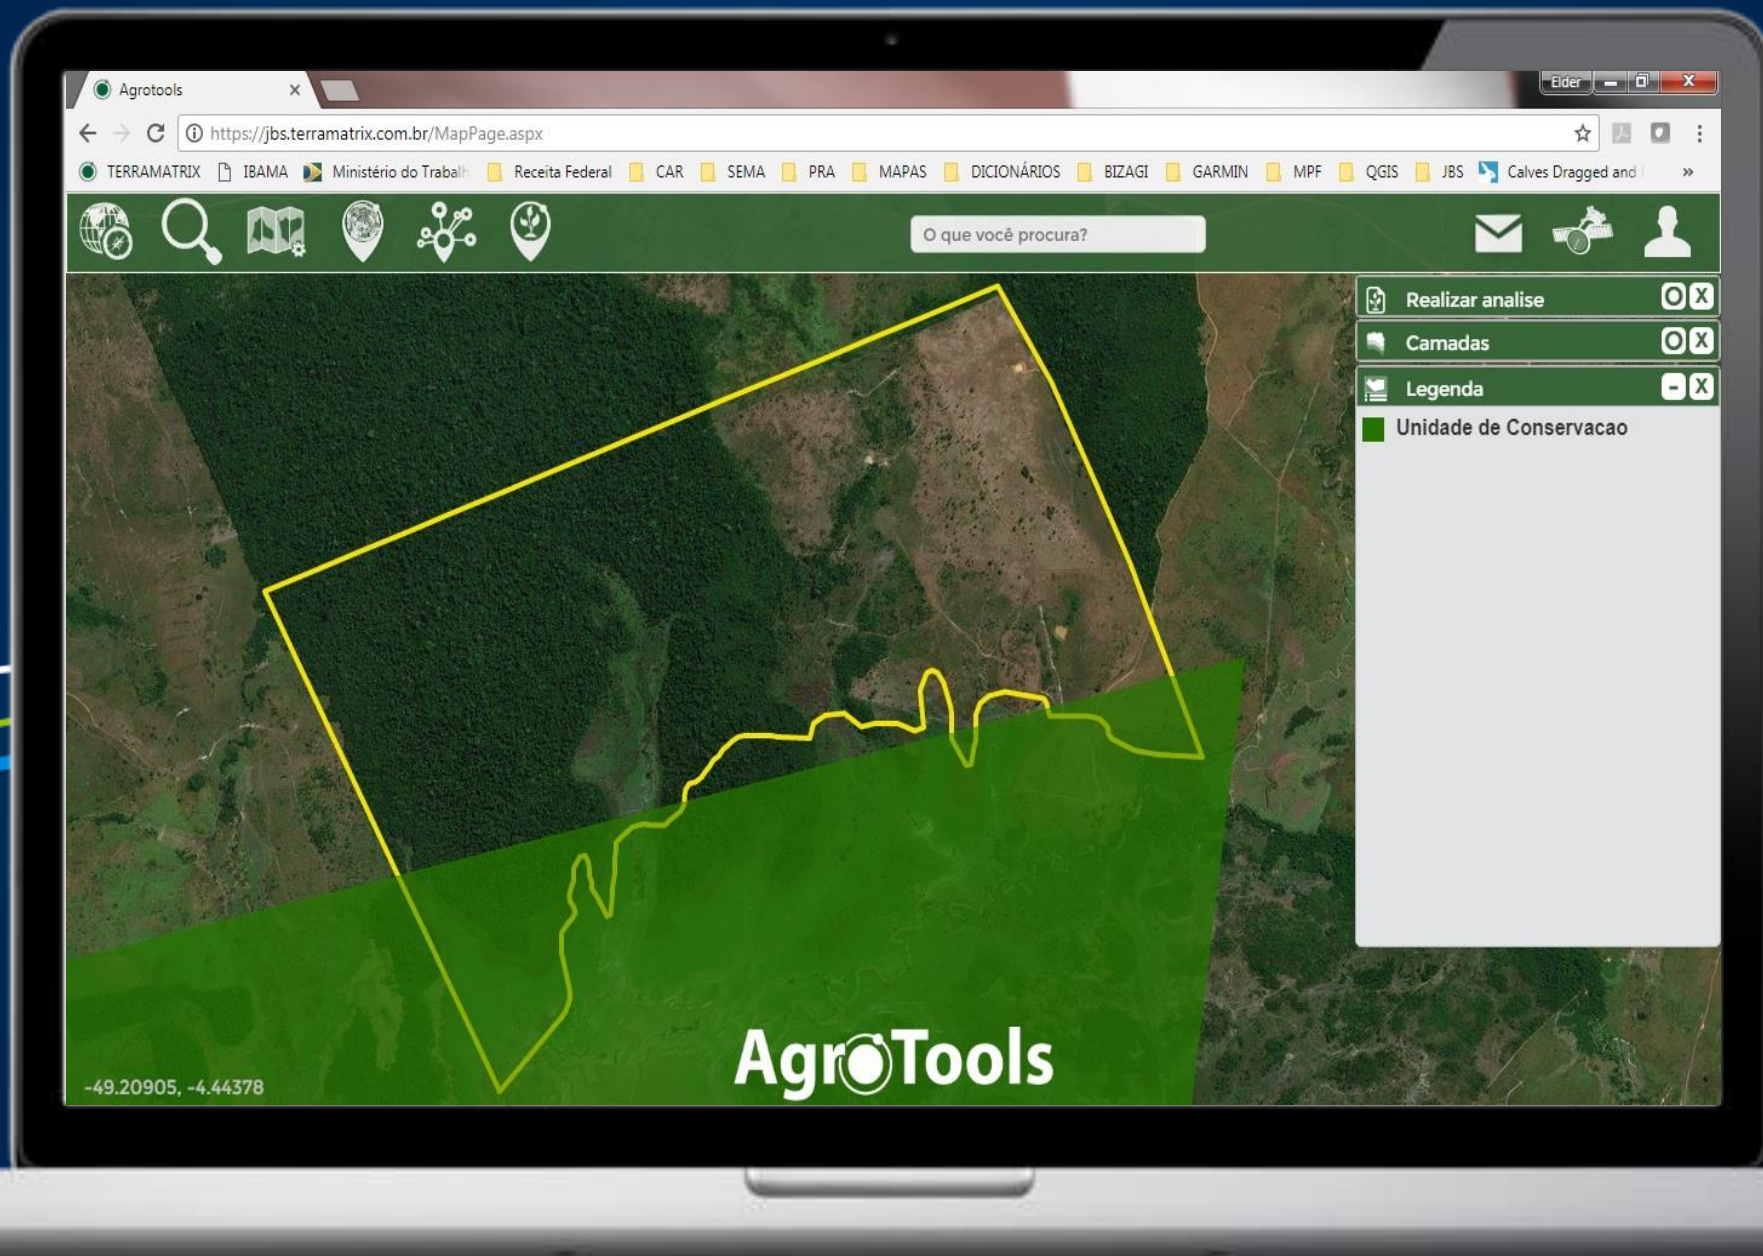 Agrotools
Elder
https://jbs.terramatrix.com.br/MapPage.aspx
TERRAMATRIX IBAMA Ministério do Trabalh Receita Federal CAR SEMA PRA MAPAS DICIONÁRIOS BIZAGI GARMIN MPF QGIS JBS Calves Dragged and »
O que você procura?
Realizar analise O X
Camadas O X
Legenda - X
Unidade de Conservacao
AgroTools
-49.20905, -4.44378